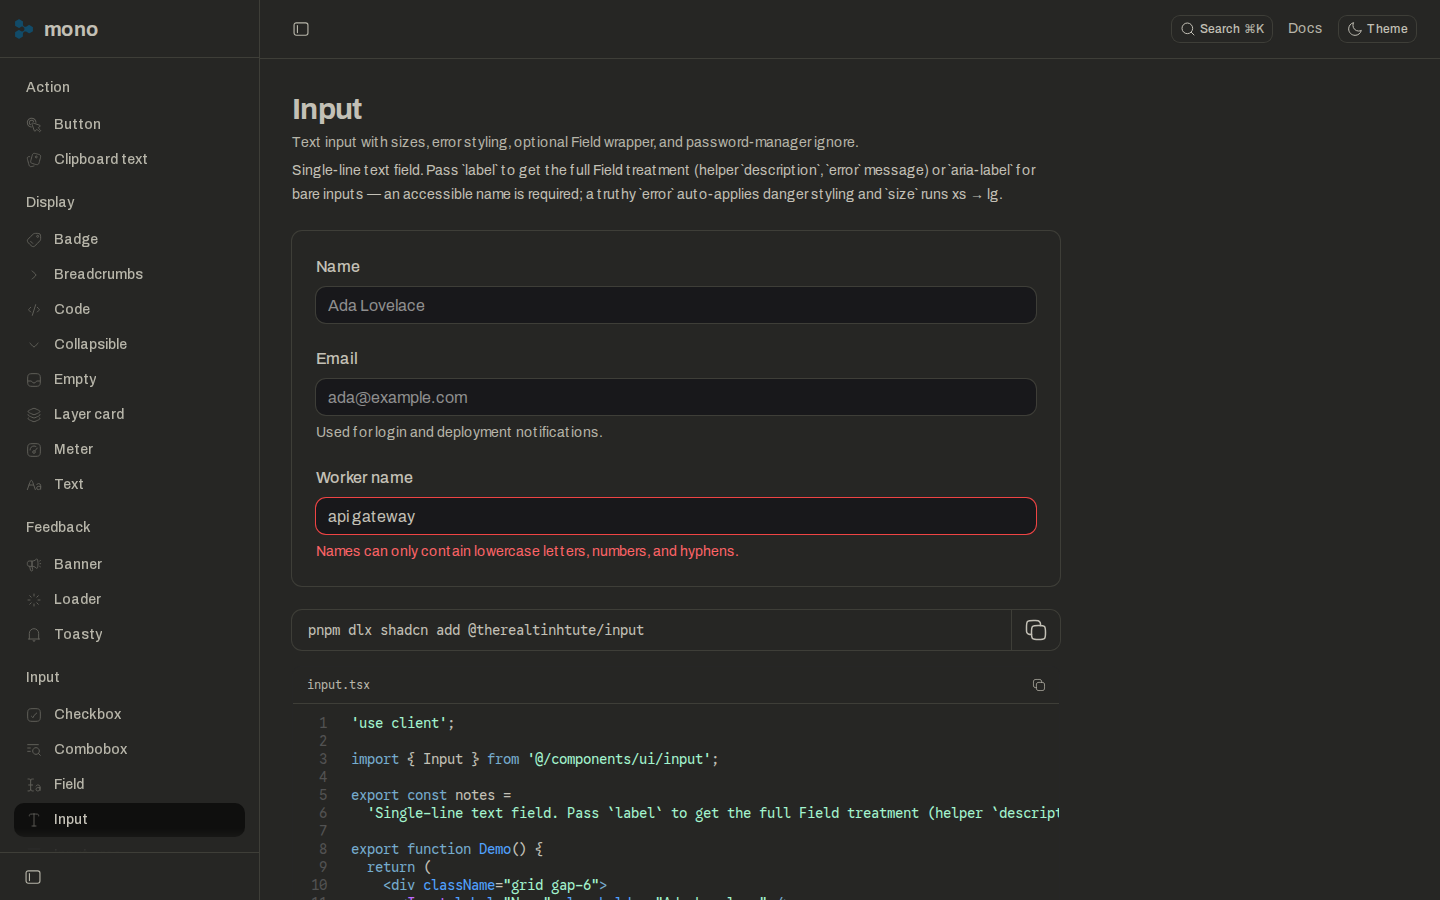 mono
Search ⌘K
Docs
Theme
Action
Button
Clipboard text
Display
Badge
Breadcrumbs
Code
Collapsible
Empty
Layer card
Meter
Text
Feedback
Banner
Loader
Toasty
Input
Checkbox
Combobox
Field
Input
Input
Text input with sizes, error styling, optional Field wrapper, and password-manager ignore.
Single-line text field. Pass `label` to get the full Field treatment (helper `description`, `error` message) or `aria-label` for
bare inputs — an accessible name is required; a truthy `error` auto-applies danger styling and `size` runs xs → lg.
Name
Ada Lovelace
Email
ada@example.com
Used for login and deployment notifications.
Worker name
api gateway
Names can only contain lowercase letters, numbers, and hyphens.
pnpm dlx shadcn add @therealtinhtute/input
input.tsx
1 'use client';
2
3 import { Input } from '@/components/ui/input';
4
5 export const notes =
6 'Single-line text field. Pass `label` to get the full Field treatment (helper `descript
7
8 export function Demo() {
9 return (
10 <div className="grid gap-6">